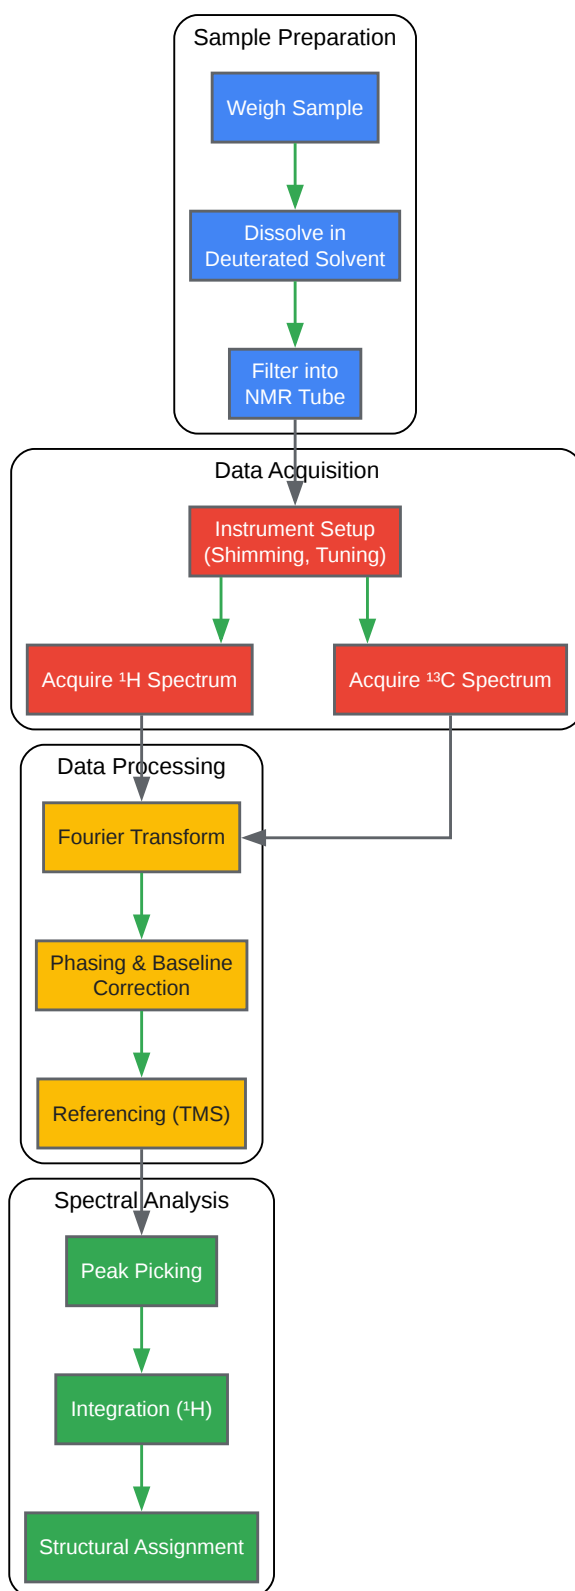 Sample Preparation
Weigh Sample
Dissolve in
Deuterated Solvent
Filter into
NMR Tube
Data Acquisition
Instrument Setup
(Shimming, Tuning)
Acquire ¹H Spectrum
Acquire ¹³C Spectrum
Data Processing
Fourier Transform
Phasing & Baseline
Correction
Referencing (TMS)
Spectral Analysis
Peak Picking
Integration (¹H)
Structural Assignment